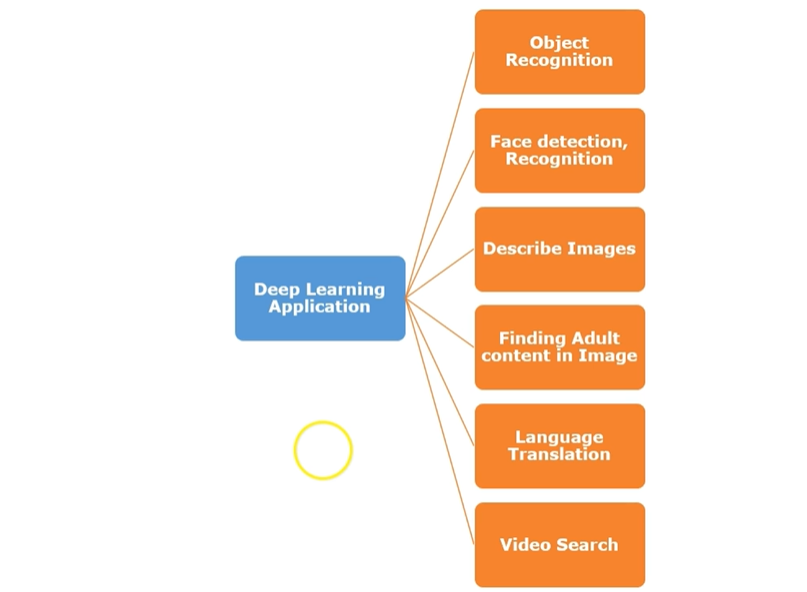 Object
Recognition
Face detection,
Recognition
Describe Images
Deep Learning
Application
Finding Adult
content in Image
Language
Translation
Video Search